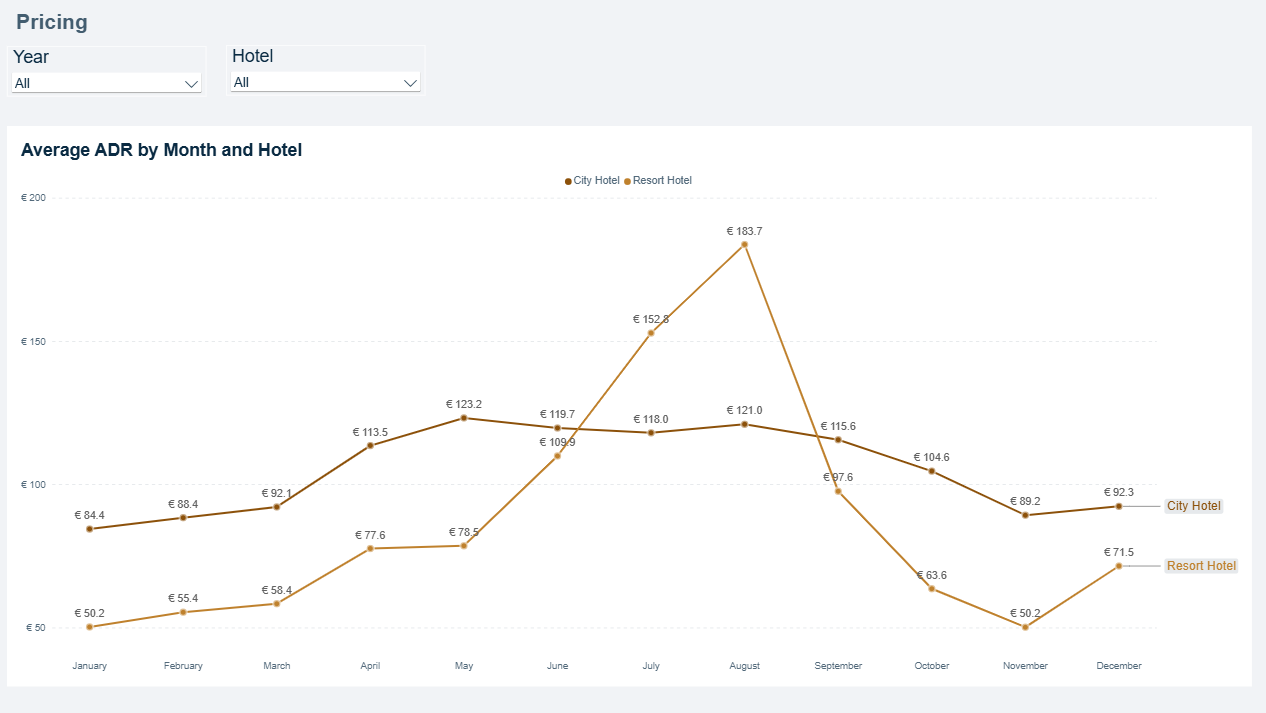 Pricing
Year
Hotel
All
All
Average ADR by Month and Hotel
City Hotel Resort Hotel
€ 200
€ 150
€ 100
€ 50
€ 84.4
€ 88.4
€ 92.1
€ 113.5
€ 123.2
€ 119.7
€ 118.0
€ 121.0
€ 115.6
€ 104.6
€ 89.2
€ 92.3
City Hotel
€ 50.2
€ 55.4
€ 58.4
€ 77.6
€ 78.5
€ 109.9
€ 152.8
€ 183.7
€ 97.6
€ 63.6
€ 50.2
€ 71.5
Resort Hotel
January February March April May June July August September October November December